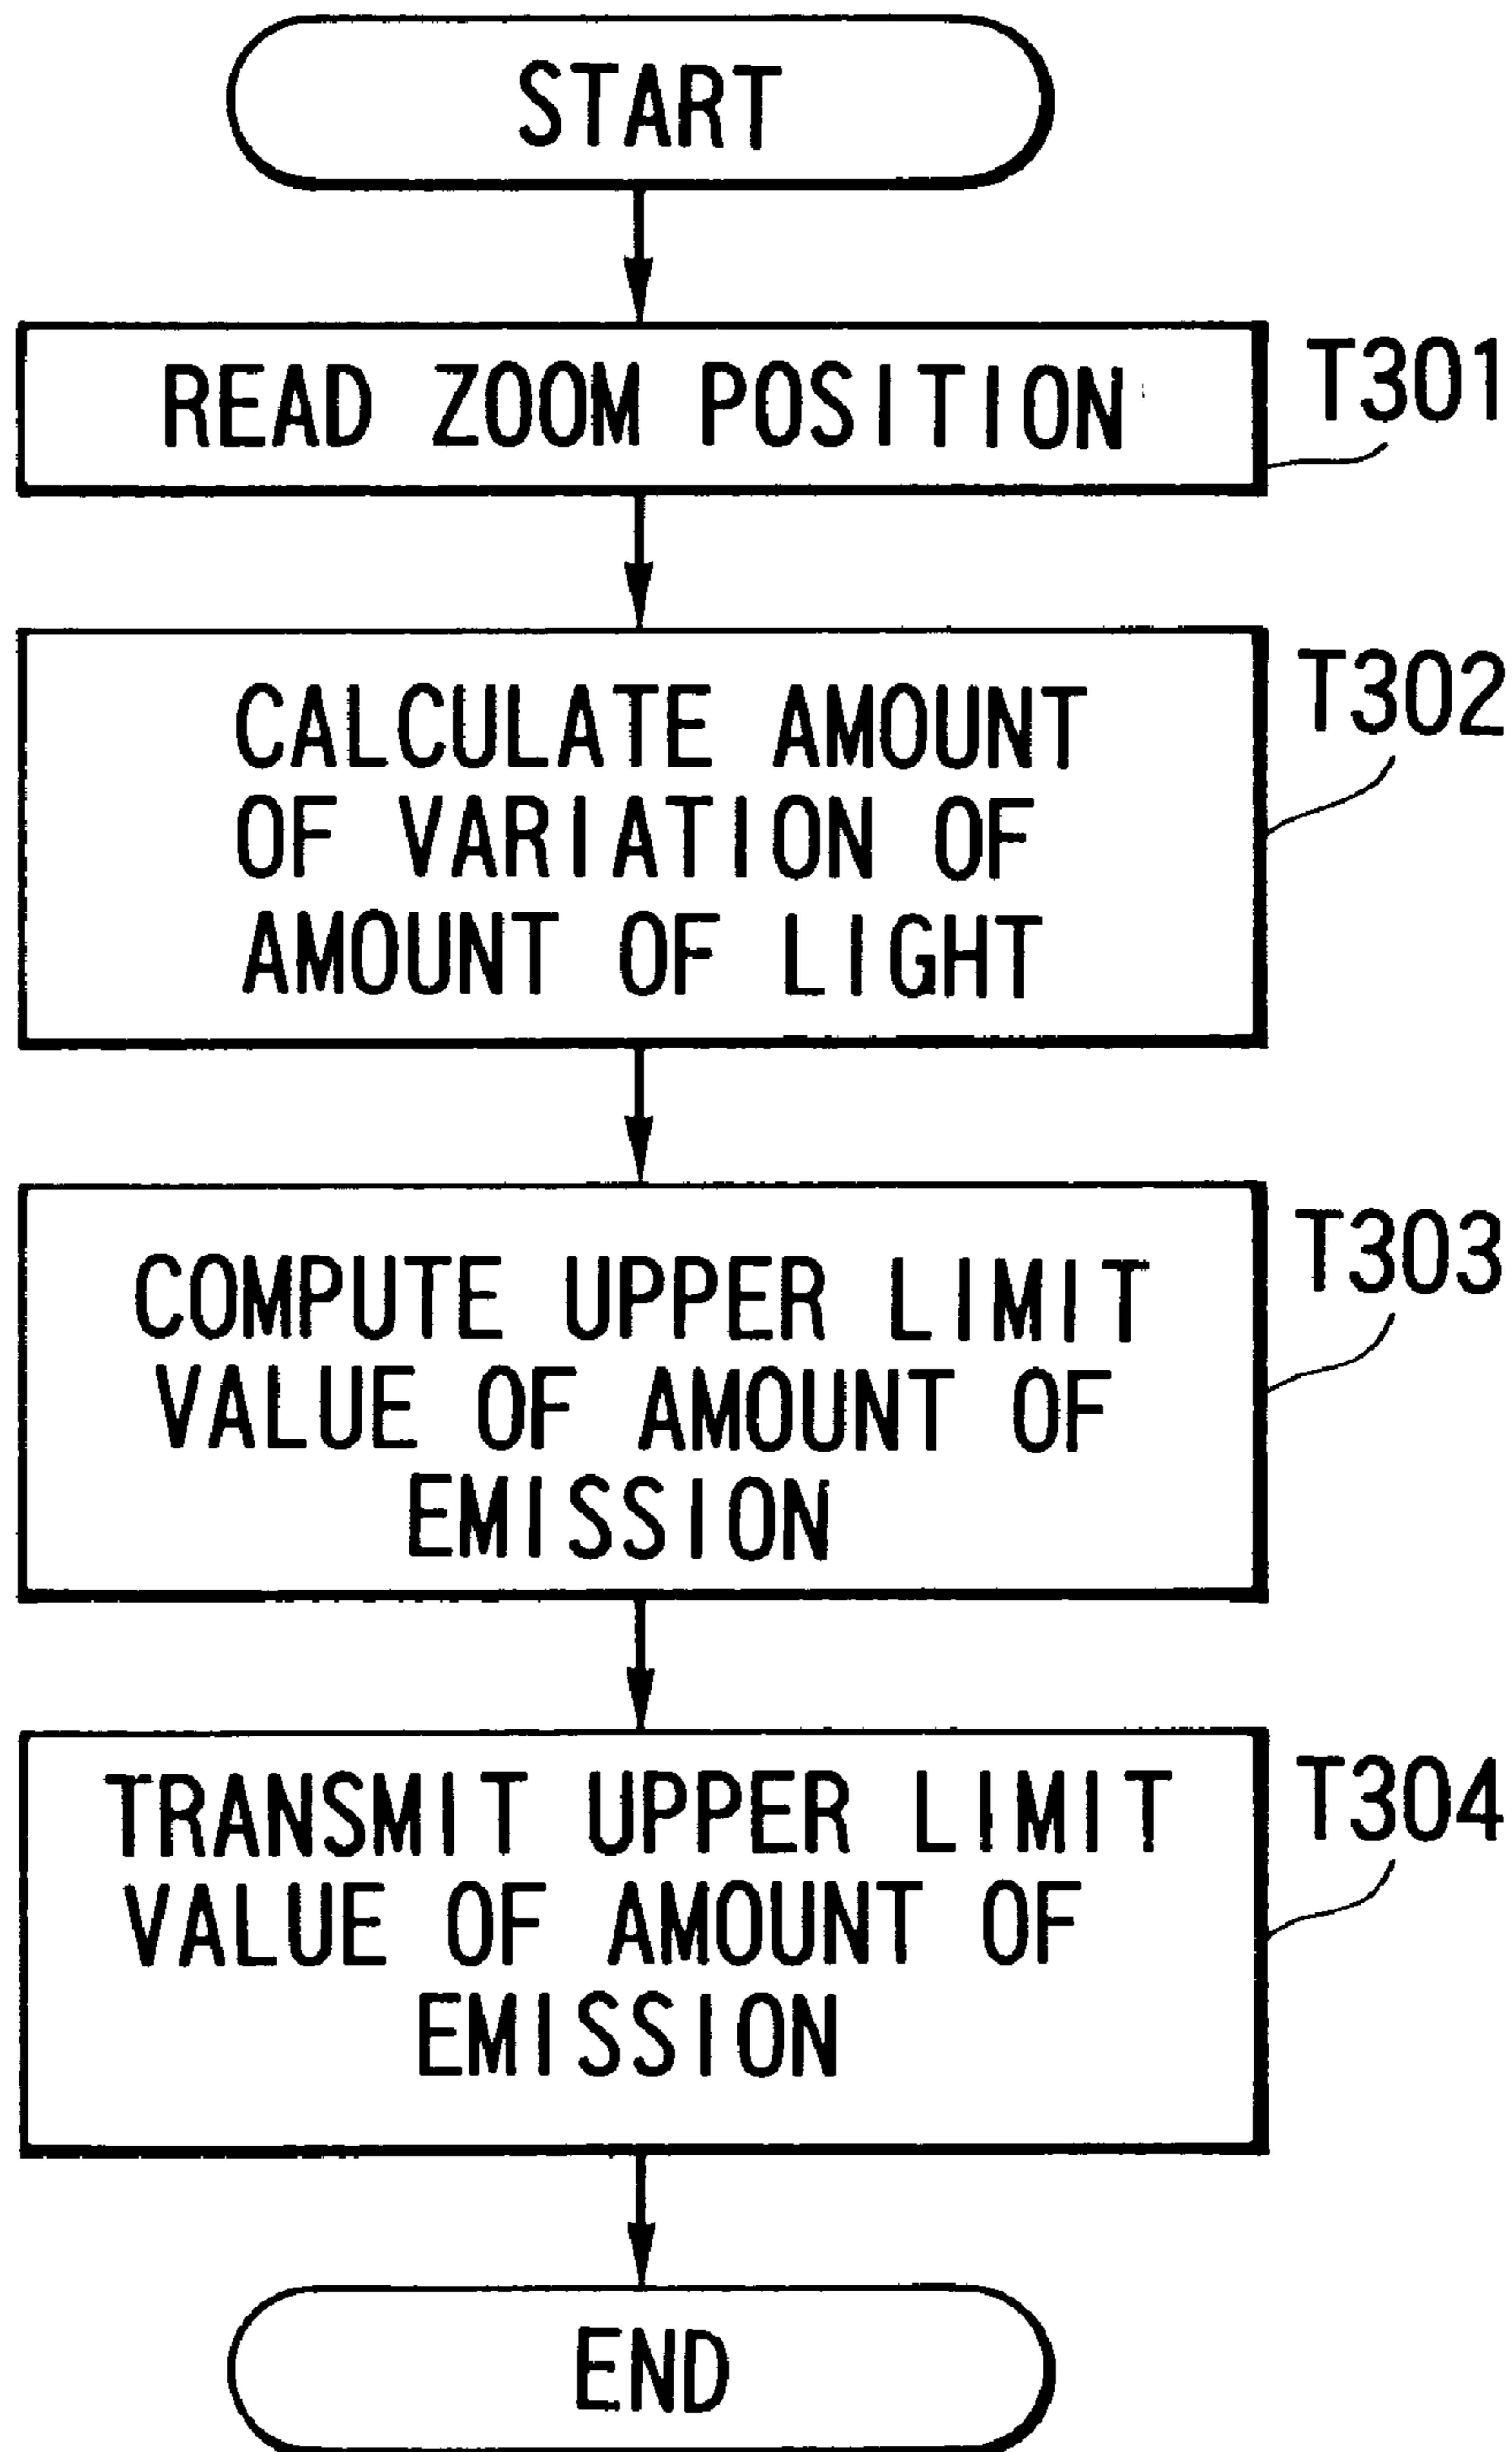 START
READ ZOOM POSITION
T301
CALCULATE AMOUNT
OF VARIATION OF
AMOUNT OF LIGHT
T302
COMPUTE UPPER LIMIT
VALUE OF AMOUNT OF
EMISSION
T303
TRANSMIT UPPER LIMIT
VALUE OF AMOUNT OF
EMISSION
T304
END